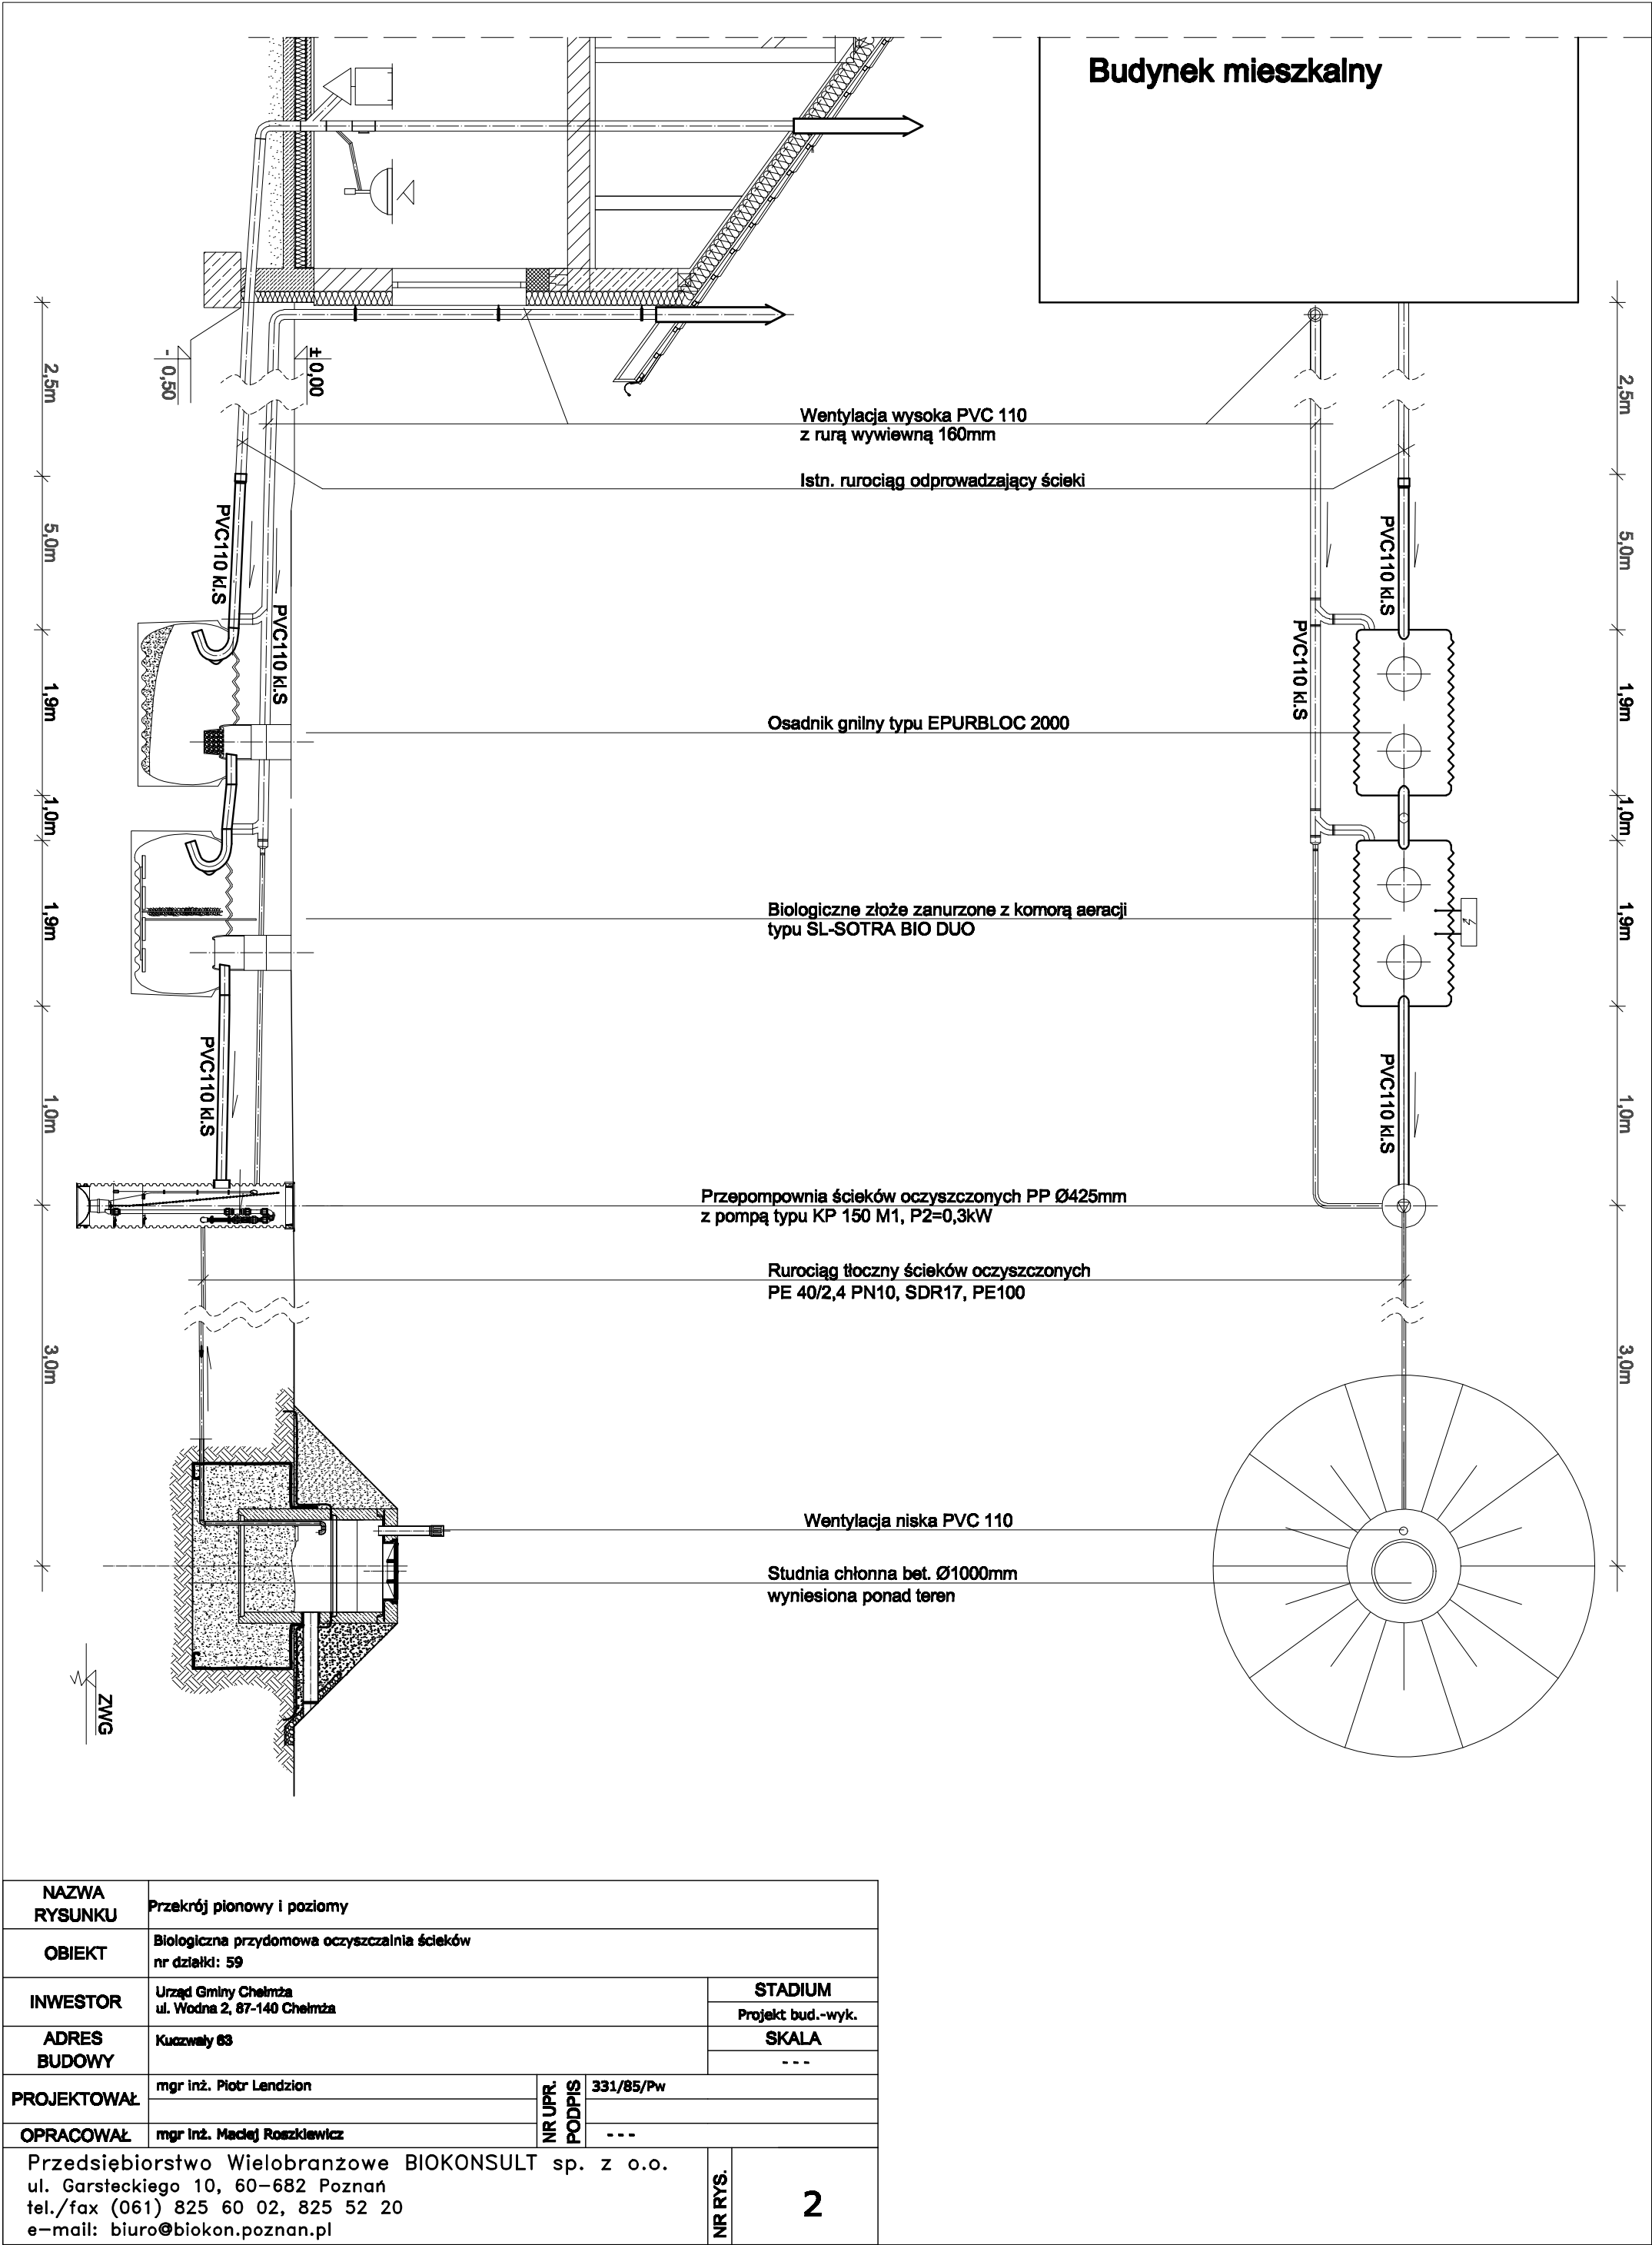 Budynek mieszkalny
± 0,00
- 0,50
2,5m
2,5m
Wentylacja wysoka PVC 110
z rurą wywiewną 160mm
Istn. rurociąg odprowadzający ścieki
PVC110 kl.S
PVC110 kl.S
5,0m
5,0m
PVC110 kl.S
PVC110 kl.S
1,9m
1,9m
Osadnik gnilny typu EPURBLOC 2000
1,0m
1,0m
Biologiczne złoże zanurzone z komorą aeracji
typu SL-SOTRA BIO DUO
1,9m
1,9m
PVC110 kl.S
PVC110 kl.S
1,0m
1,0m
Przepompownia ścieków oczyszczonych PP Ø425mm
z pompą typu KP 150 M1, P2=0,3kW
Rurociąg tłoczny ścieków oczyszczonych
PE 40/2,4 PN10, SDR17, PE100
3,0m
3,0m
Wentylacja niska PVC 110
Studnia chłonna bet. Ø1000mm
wyniesiona ponad teren
ZWG
NAZWA
RYSUNKU
Przekrój pionowy i poziomy
OBIEKT
Biologiczna przydomowa oczyszczalnia ścieków
nr działki: 59
INWESTOR
Urząd Gminy Chełmża
ul. Wodna 2, 87-140 Chełmża
STADIUM
Projekt bud.-wyk.
ADRES
BUDOWY
Kuczwały 63
SKALA
- - -
PROJEKTOWAŁ
mgr inż. Piotr Lendzion
NR UPR.
PODPIS
331/85/Pw
OPRACOWAŁ
mgr inż. Maciej Roszkiewicz
- - -
Przedsiębiorstwo Wielobranżowe BIOKONSULT sp. z o.o.
ul. Garsteckiego 10, 60-682 Poznań
tel./fax (061) 825 60 02, 825 52 20
e-mail: biuro@biokon.poznan.pl
NR RYS.
2